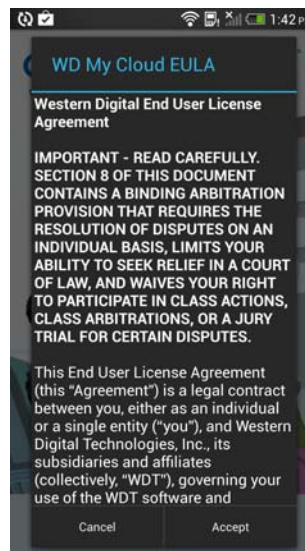 1:42 P
WD My Cloud EULA
Western Digital End User License
Agreement
IMPORTANT - READ CAREFULLY.
SECTION 8 OF THIS DOCUMENT
CONTAINS A BINDING ARBITRATION
PROVISION THAT REQUIRES THE
RESOLUTION OF DISPUTES ON AN
INDIVIDUAL BASIS, LIMITS YOUR
ABILITY TO SEEK RELIEF IN A COURT
OF LAW, AND WAIVES YOUR RIGHT
TO PARTICIPATE IN CLASS ACTIONS,
CLASS ARBITRATIONS, OR A JURY
TRIAL FOR CERTAIN DISPUTES.
This End User License Agreement
(this “Agreement”) is a legal contract
between you, either as an individual
or a single entity (“you”), and Western
Digital Technologies, Inc., its
subsidiaries and affiliates
(collectively, “WDT”), governing your
use of the WDT software and
Cancel Accept